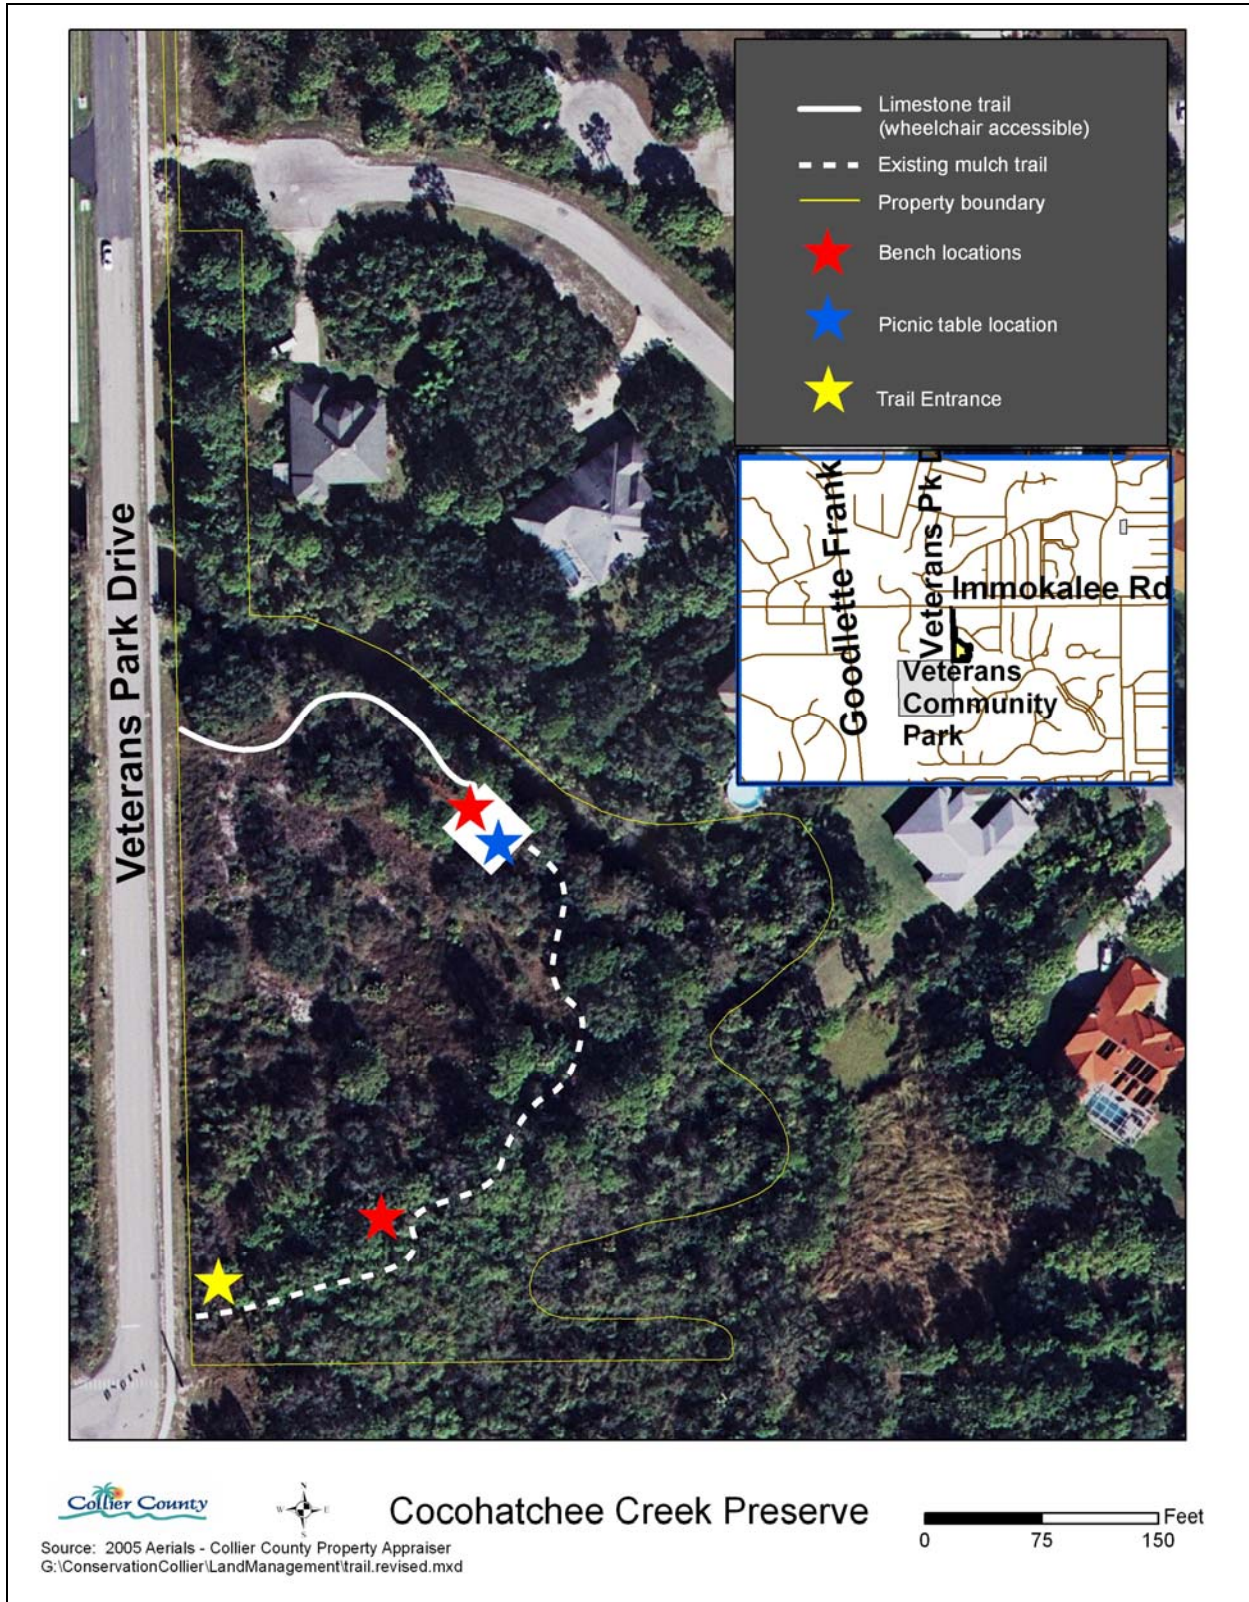 Limestone trail
(wheelchair accessible)
Existing mulch trail
Property boundary
Bench locations
Picnic table location
Trail Entrance
Veterans Park Drive
Goodlette Frank
Veterans Pk
Immokalee Rd
Veterans
Community
Park
Collier County
N
W
E
S
Cocohatchee Creek Preserve
Feet
0
75
150
Source: 2005 Aerials - Collier County Property Appraiser
G:\ConservationCollier\LandManagement\trail.revised.mxd